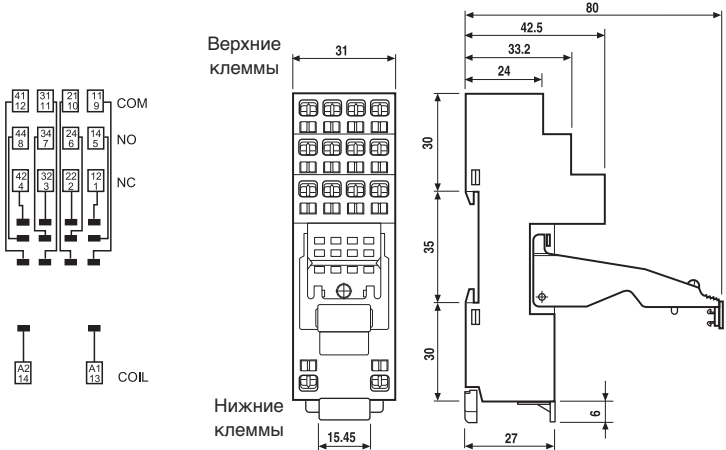 41 31 21 11
12 11 10 9
COM
44 34 24 14
8 7 6 5
NO
42 32 22 12
4 3 2 1
NC
A2 A1
14 13
COIL
Верхние
клеммы
31
Нижние
клеммы
15.45
80
42.5
33.2
24
30
35
30
6
27